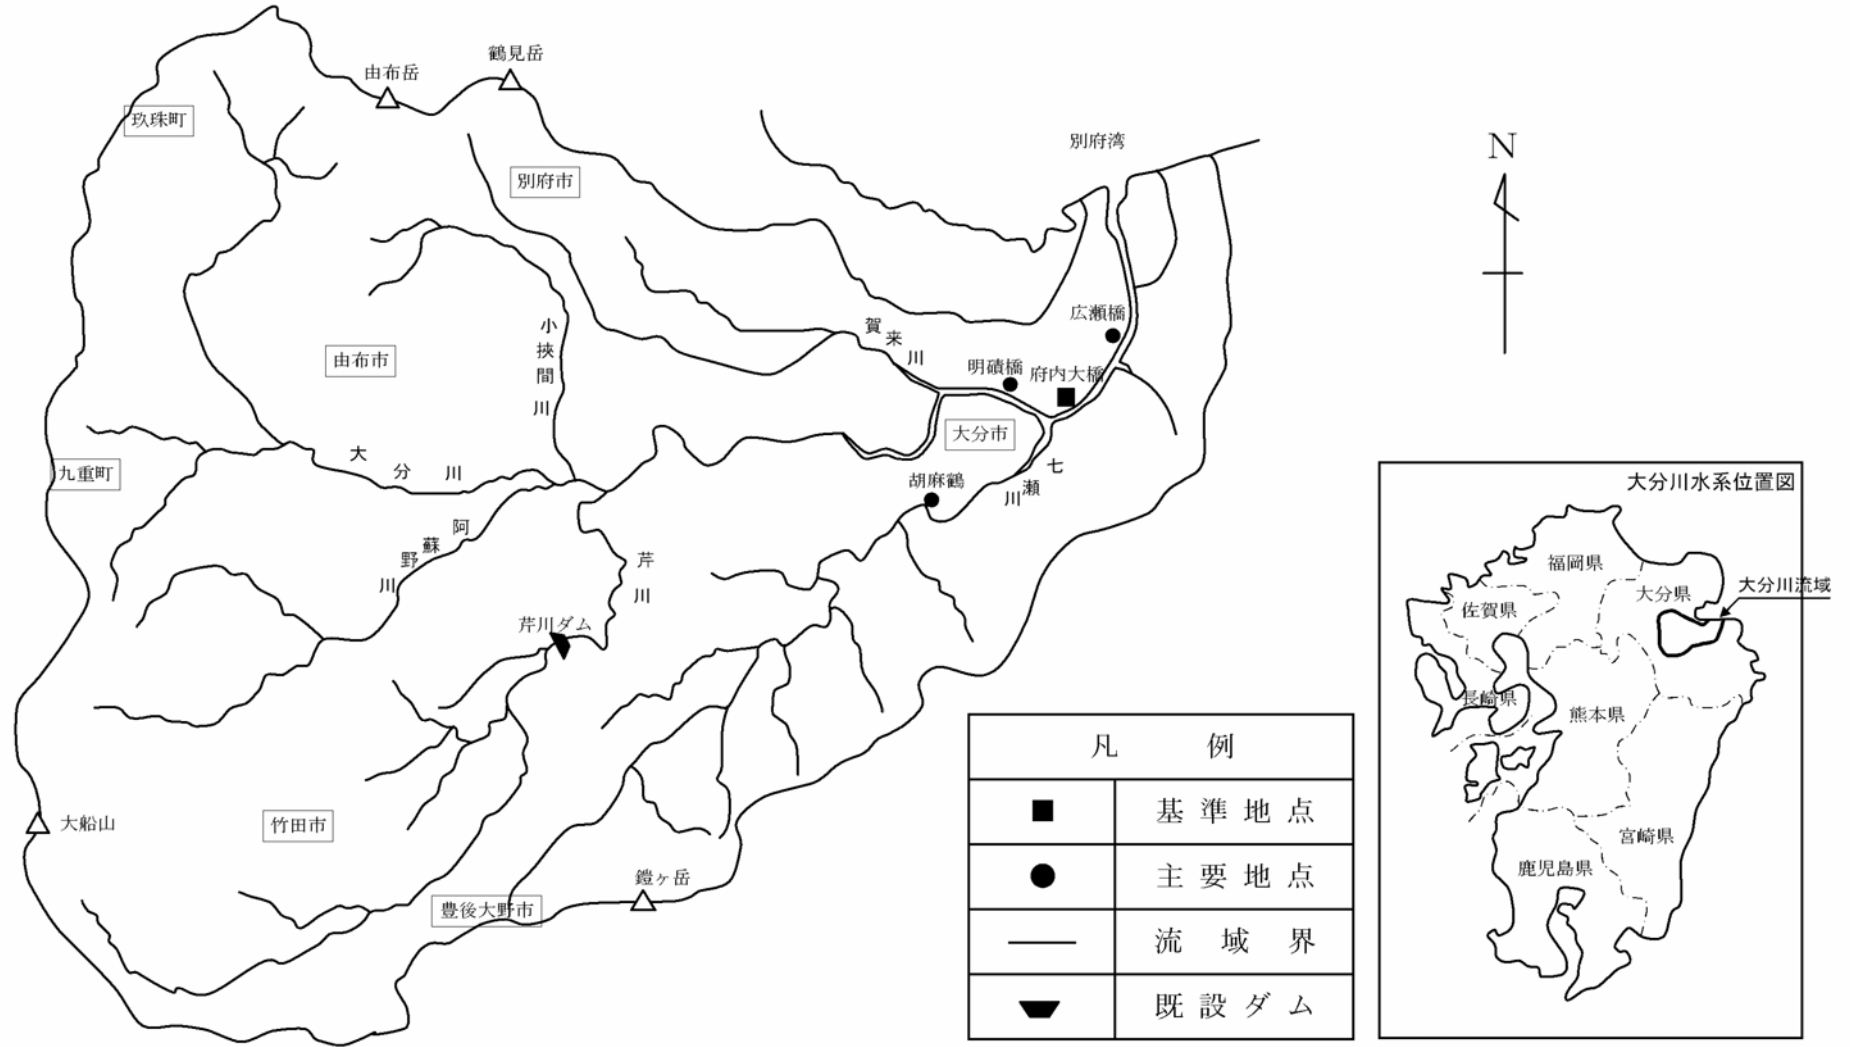 鶴見岳
由布岳
玖珠町
別府湾
別府市
N
広瀬橋
賀来川
小挾間川
由布市
明磧橋
府内大橋
大分市
大分川
九重町
七瀬川
胡麻鶴
阿蘇野川
芹川
芹川ダム
大船山
竹田市
鎧ヶ岳
豊後大野市
凡例
基準地点
主要地点
流域界
既設ダム
大分川水系位置図
福岡県
大分川流域
大分県
佐賀県
長崎県
熊本県
宮崎県
鹿児島県